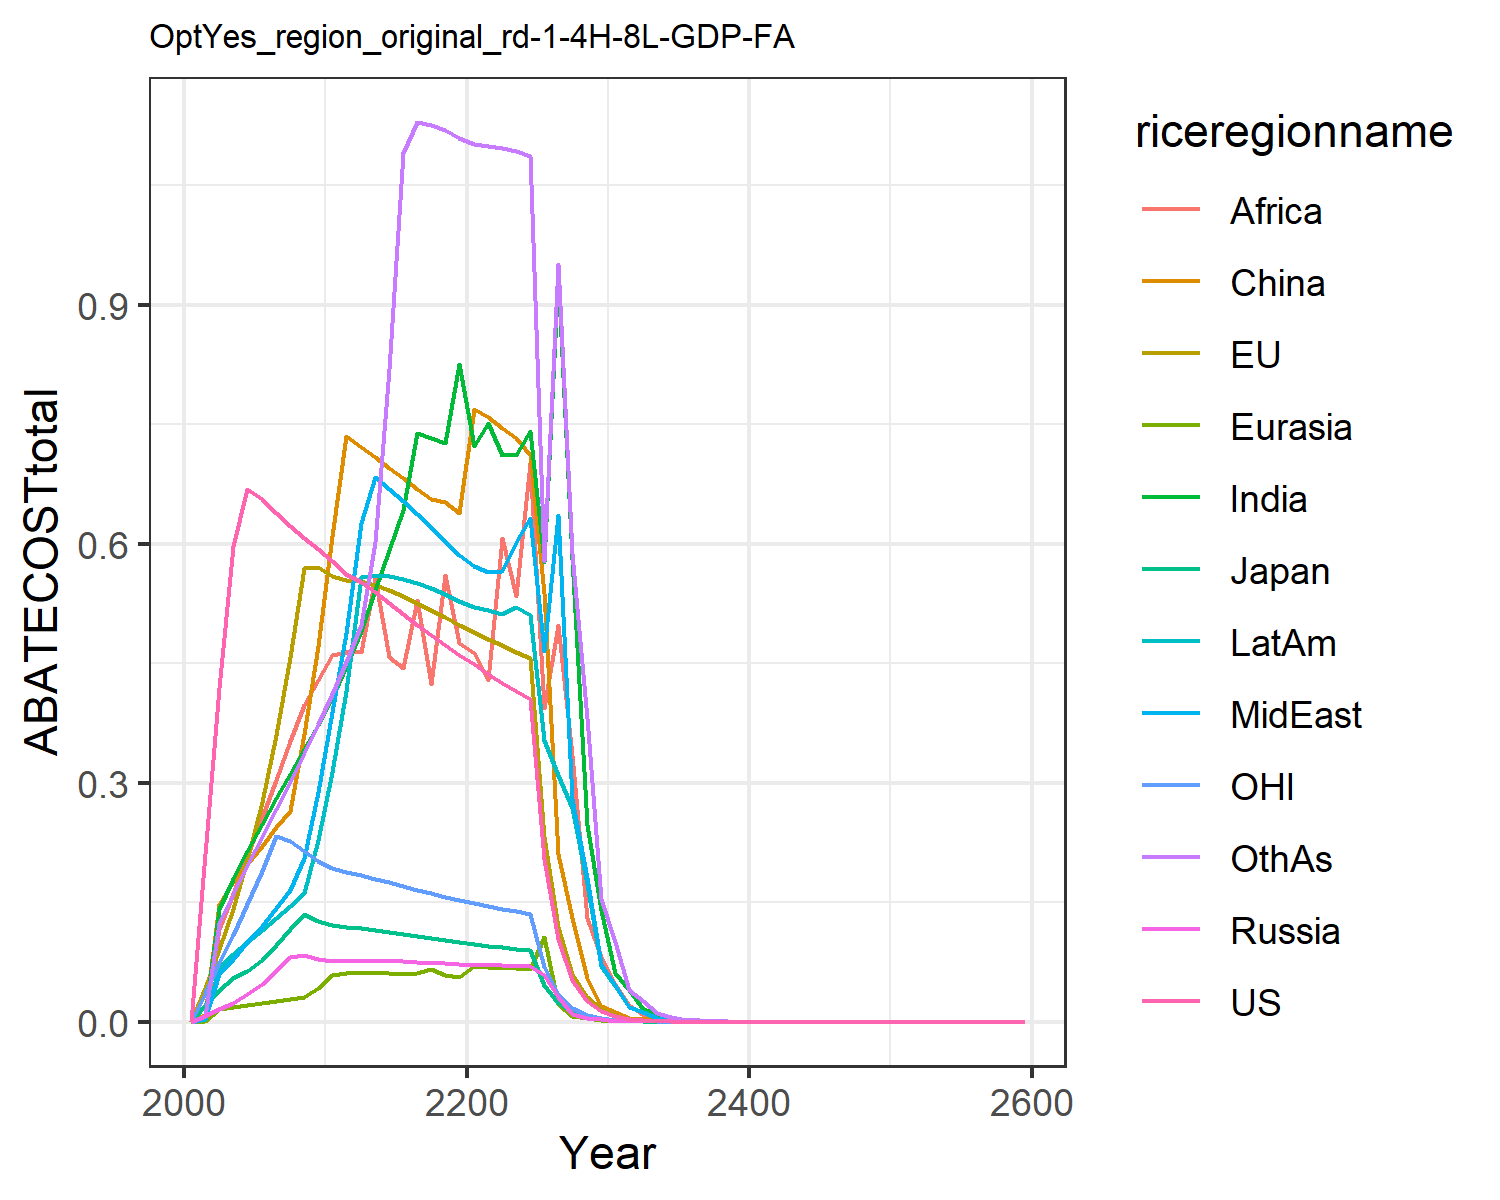 OptYes_region_original_rd-1-4H-8L-GDP-FA
ABATECOSTtotal
0.9
0.6
0.3
0.0
2000
2200
2400
2600
Year
riceregionname
Africa
China
EU
Eurasia
India
Japan
LatAm
MidEast
OHI
OthAs
Russia
US